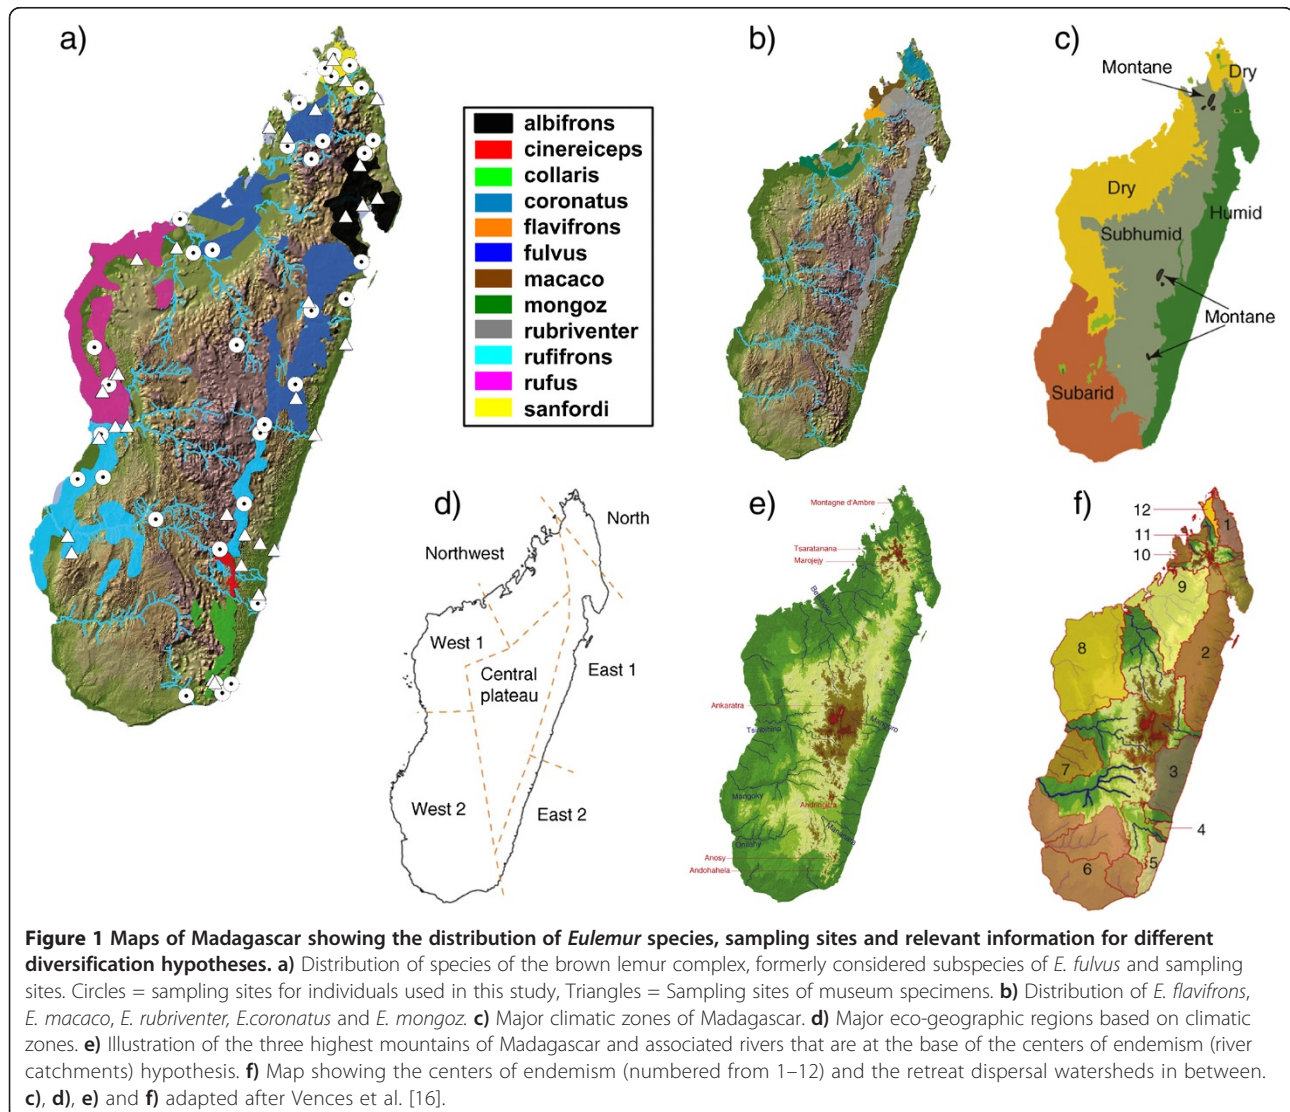 a)
albifrons
cinereiceps
collaris
coronatus
flavifrons
fulvus
macaco
mongoz
rubriventer
rufifrons
rufus
sanfordi
b)
c)
Montane
Dry
Dry
Humid
Subhumid
Montane
Subarid
d)
North
Northwest
West 1
Central
plateau
East 1
West 2
East 2
e)
Montagne d'Ambre
Tsaratanana
Marojejy
Ankaratra
Mangoro
Tsiribihina
Mangoky
Andringitra
Mananara
Onilahy
Anosy
Andohahela
f)
12
1
11
10
9
8
2
7
3
4
6
5
Figure 1 Maps of Madagascar showing the distribution of Eulemur species, sampling sites and relevant information for different
diversification hypotheses. a) Distribution of species of the brown lemur complex, formerly considered subspecies of E. fulvus and sampling
sites. Circles = sampling sites for individuals used in this study, Triangles = Sampling sites of museum specimens. b) Distribution of E. flavifrons,
E. macaco, E. rubriventer, E.coronatus and E. mongoz. c) Major climatic zones of Madagascar. d) Major eco-geographic regions based on climatic
zones. e) Illustration of the three highest mountains of Madagascar and associated rivers that are at the base of the centers of endemism (river
catchments) hypothesis. f) Map showing the centers of endemism (numbered from 1–12) and the retreat dispersal watersheds in between.
c), d), e) and f) adapted after Vences et al. [16].